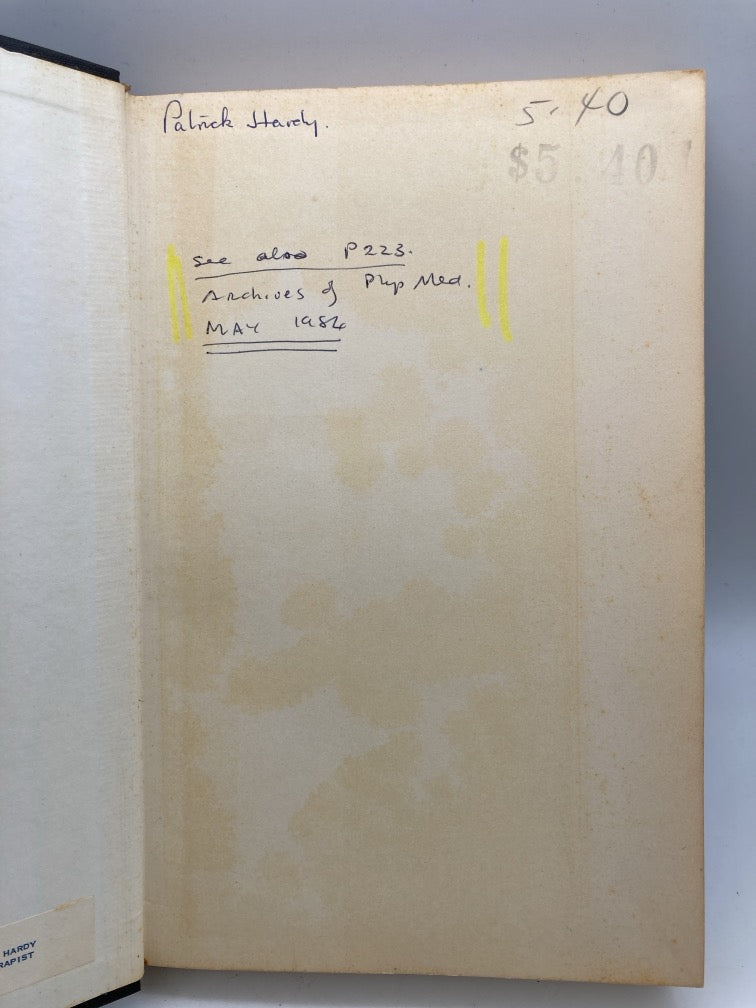 Patrick Hardy.
5.40
$5.40
see also P223.
Archives of Phys Med.
MAY 1984
HARDY
RAPIST